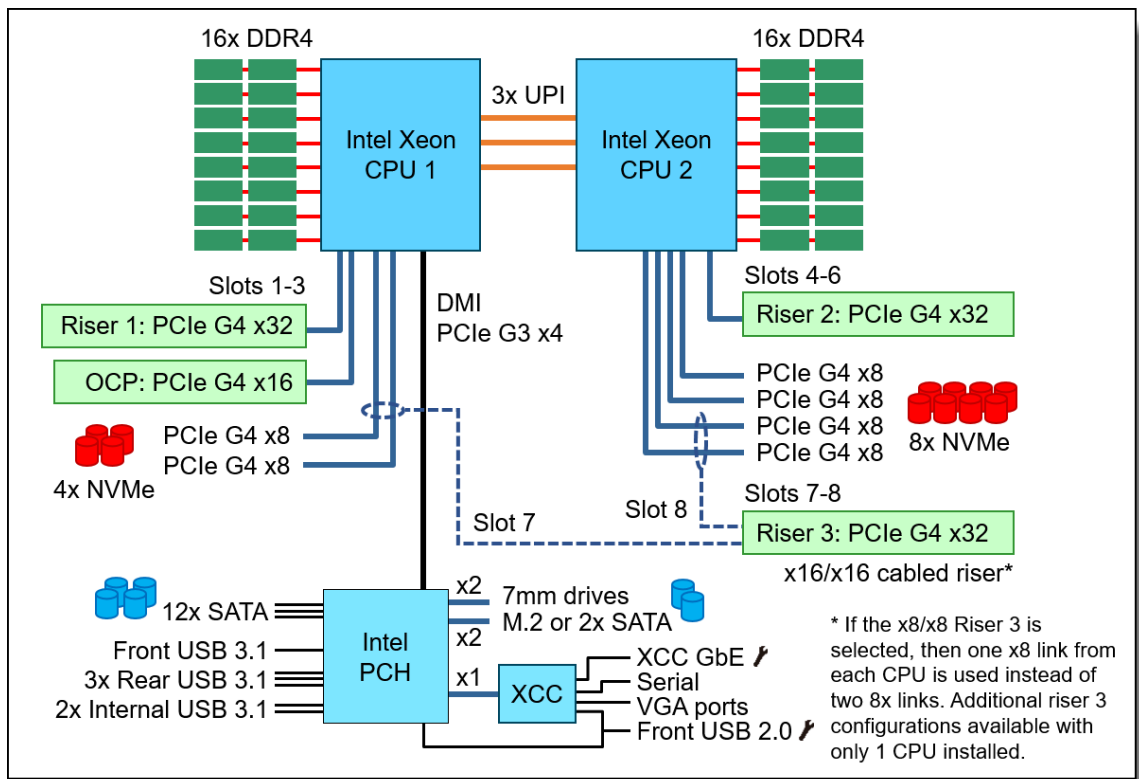 16x DDR4
16x DDR4
3x UPI
Intel Xeon
CPU 1
Intel Xeon
CPU 2
Slots 1-3
Riser 1: PCIe G4 x32
OCP: PCIe G4 x16
DMI
PCIe G3 x4
Slots 4-6
Riser 2: PCIe G4 x32
PCIe G4 x8
PCIe G4 x8
PCIe G4 x8
PCIe G4 x8
8x NVMe
PCIe G4 x8
PCIe G4 x8
4x NVMe
Slot 7
Slot 8
Slots 7-8
Riser 3: PCIe G4 x32
x16/x16 cabled riser*
12x SATA
Front USB 3.1
3x Rear USB 3.1
2x Internal USB 3.1
Intel
PCH
x2
x2
x1
7mm drives
M.2 or 2x SATA
XCC
XCC GbE
Serial
VGA ports
Front USB 2.0
* If the x8/x8 Riser 3 is
selected, then one x8 link from
each CPU is used instead of
two 8x links. Additional riser 3
configurations available with
only 1 CPU installed.